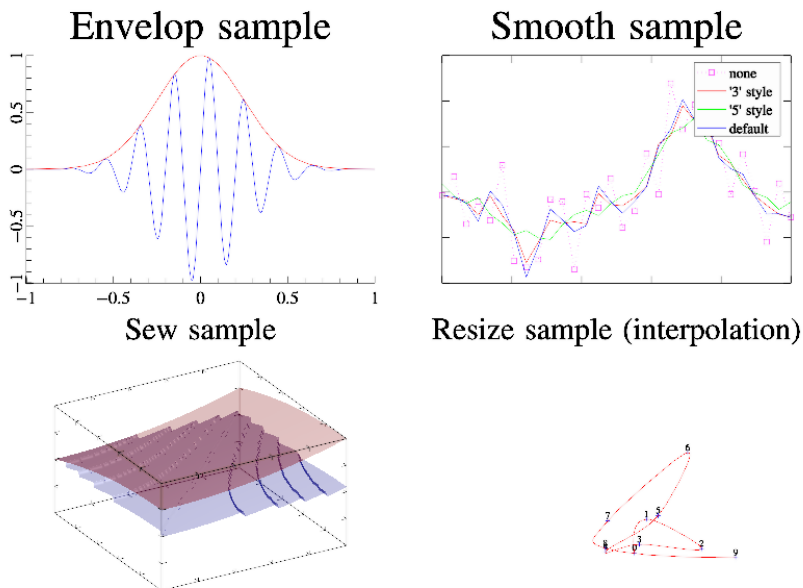 Envelop sample
1
0.5
0
−0.5
−1
−1
−0.5
0
0.5
1
Smooth sample
none
'3' style
'5' style
default
Sew sample
Resize sample (interpolation)
6
7
1
5
3
2
0
9